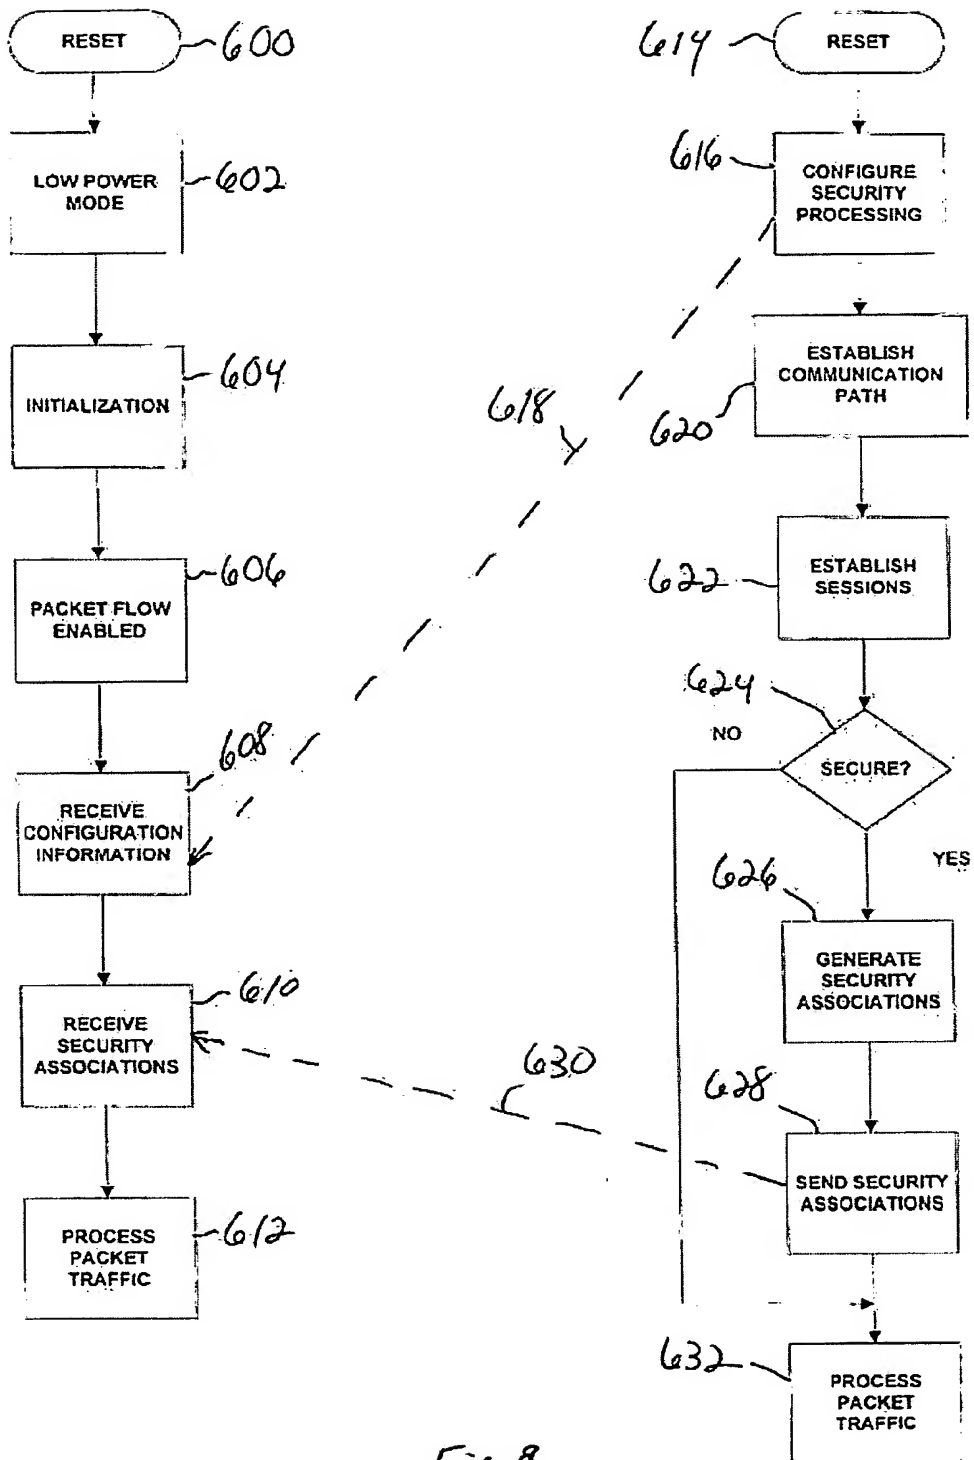 RESET
600
LOW POWER
MODE
602
INITIALIZATION
604
PACKET FLOW
ENABLED
606
RECEIVE
CONFIGURATION
INFORMATION
608
RECEIVE
SECURITY
ASSOCIATIONS
610
PROCESS
PACKET
TRAFFIC
612
614
RESET
616
CONFIGURE
SECURITY
PROCESSING
618
ESTABLISH
COMMUNICATION
PATH
620
ESTABLISH
SESSIONS
622
624
NO
SECURE?
YES
626
GENERATE
SECURITY
ASSOCIATIONS
628
SEND SECURITY
ASSOCIATIONS
630
632
PROCESS
PACKET
TRAFFIC